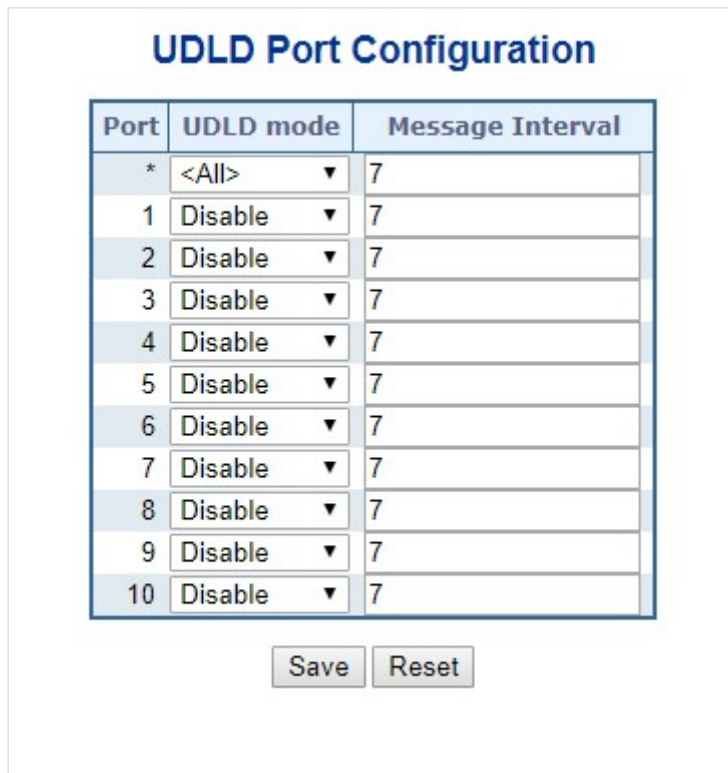 UDLD Port Configuration
Port UDLD mode Message Interval
* <All> 7
1 Disable 7
2 Disable 7
3 Disable 7
4 Disable 7
5 Disable 7
6 Disable 7
7 Disable 7
8 Disable 7
9 Disable 7
10 Disable 7
Save Reset